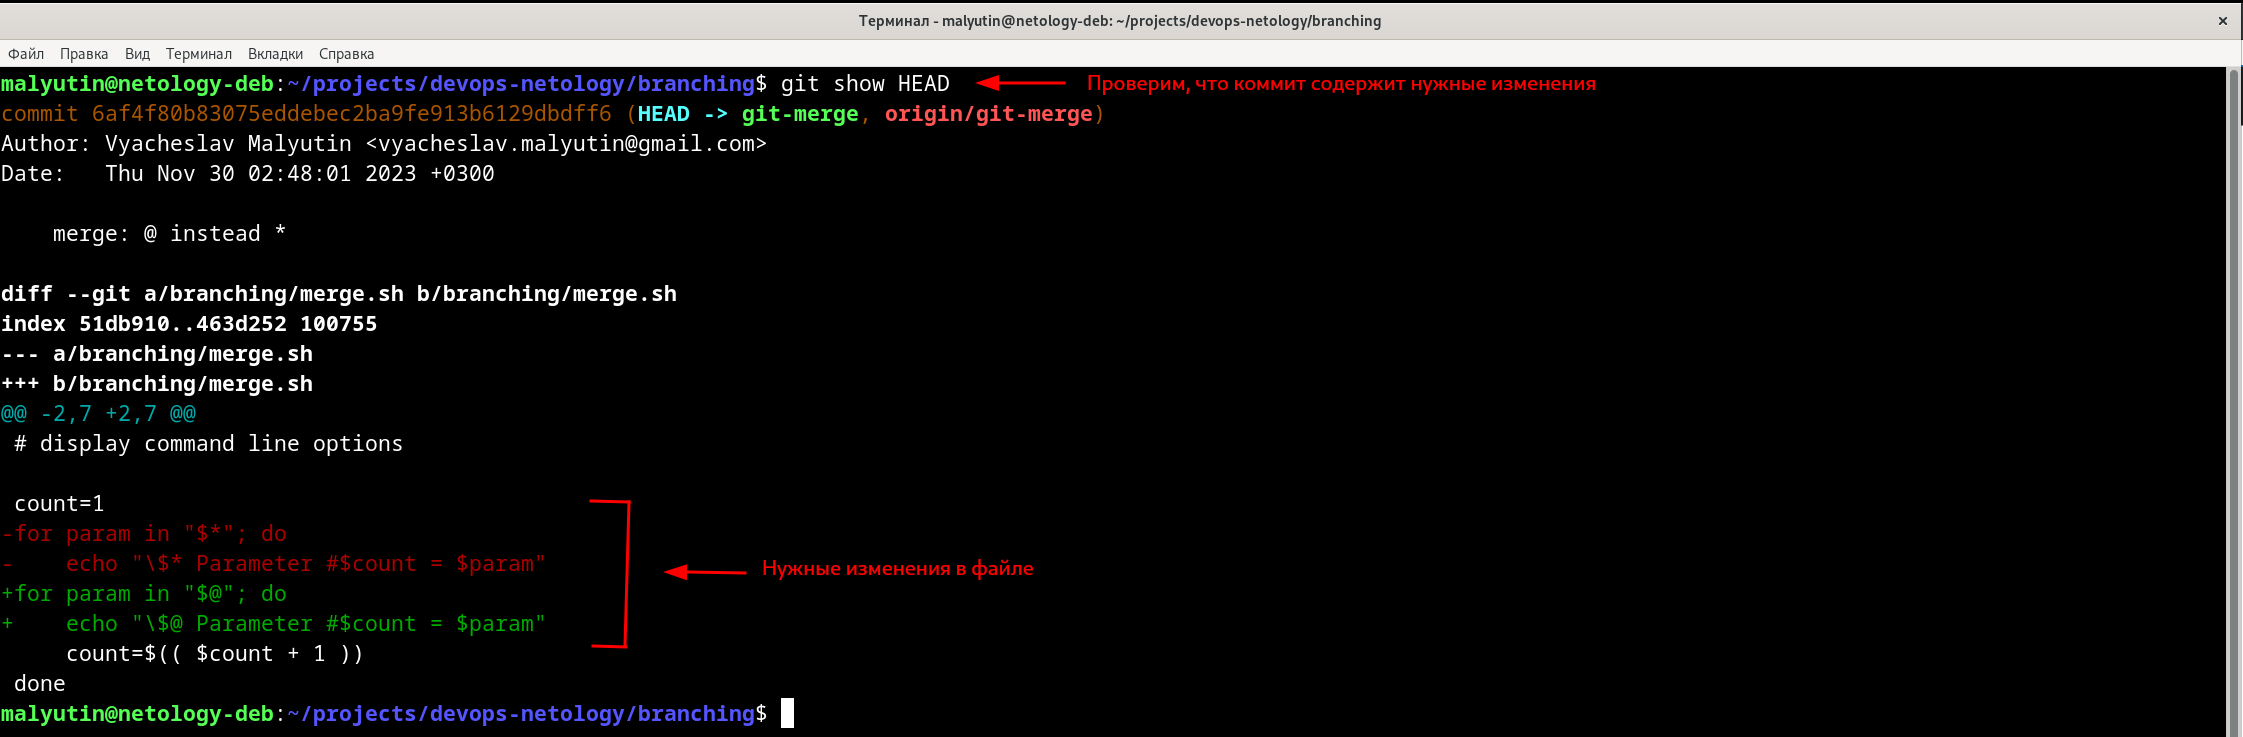 Терминал - malyutin@netology-deb: ~/projects/devops-netology/branching ×
Файл Правка Вид Терминал Вкладки Справка
malyutin@netology-deb:~/projects/devops-netology/branching$ git show HEAD Проверим, что коммит содержит нужные изменения
commit 6af4f80b83075eddebec2ba9fe913b6129dbdff6 (HEAD -> git-merge, origin/git-merge)
Author: Vyacheslav Malyutin <vyacheslav.malyutin@gmail.com>
Date:   Thu Nov 30 02:48:01 2023 +0300
    merge: @ instead *
diff --git a/branching/merge.sh b/branching/merge.sh
index 51db910..463d252 100755
--- a/branching/merge.sh
+++ b/branching/merge.sh
@@ -2,7 +2,7 @@
 # display command line options
 count=1
-for param in "$*"; do
-    echo "\$* Parameter #$count = $param"
Нужные изменения в файле
+for param in "$@"; do
+    echo "\$@ Parameter #$count = $param"
     count=$(( $count + 1 ))
 done
malyutin@netology-deb:~/projects/devops-netology/branching$